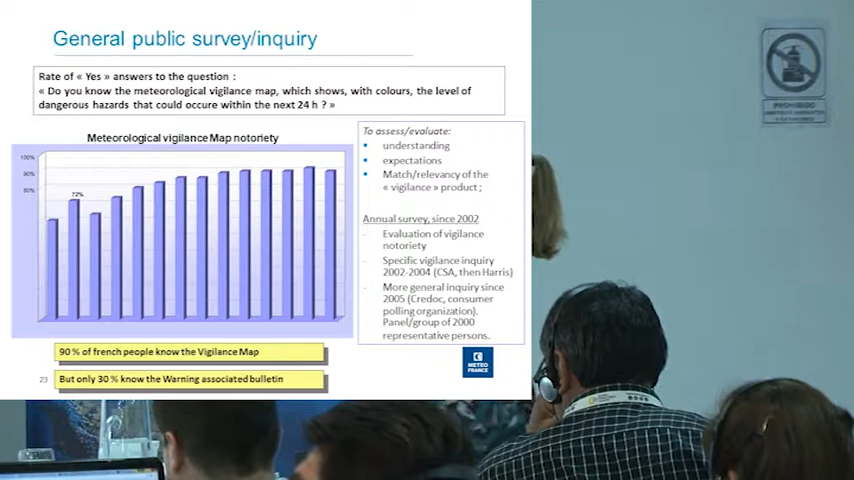 General public survey/inquiry
Rate of « Yes » answers to the question :
« Do you know the meteorological vigilance map, which shows, with colours, the level of
dangerous hazards that could occure within the next 24 h ? »
Meteorological vigilance Map notoriety
100%
90%
80%
72%
To assess/evaluate:
understanding
expectations
Match/relevancy of the
« vigilance » product ;
Annual survey, since 2002
- Evaluation of vigilance
notoriety
- Specific vigilance inquiry
2002-2004 (CSA, then Harris)
- More general inquiry since
2005 (Credoc, consumer
polling organization).
Panel/group of 2000
representative persons.
90 % of french people know the Vigilance Map
23
But only 30 % know the Warning associated bulletin
METEO
FRANCE
PROHIBIDO